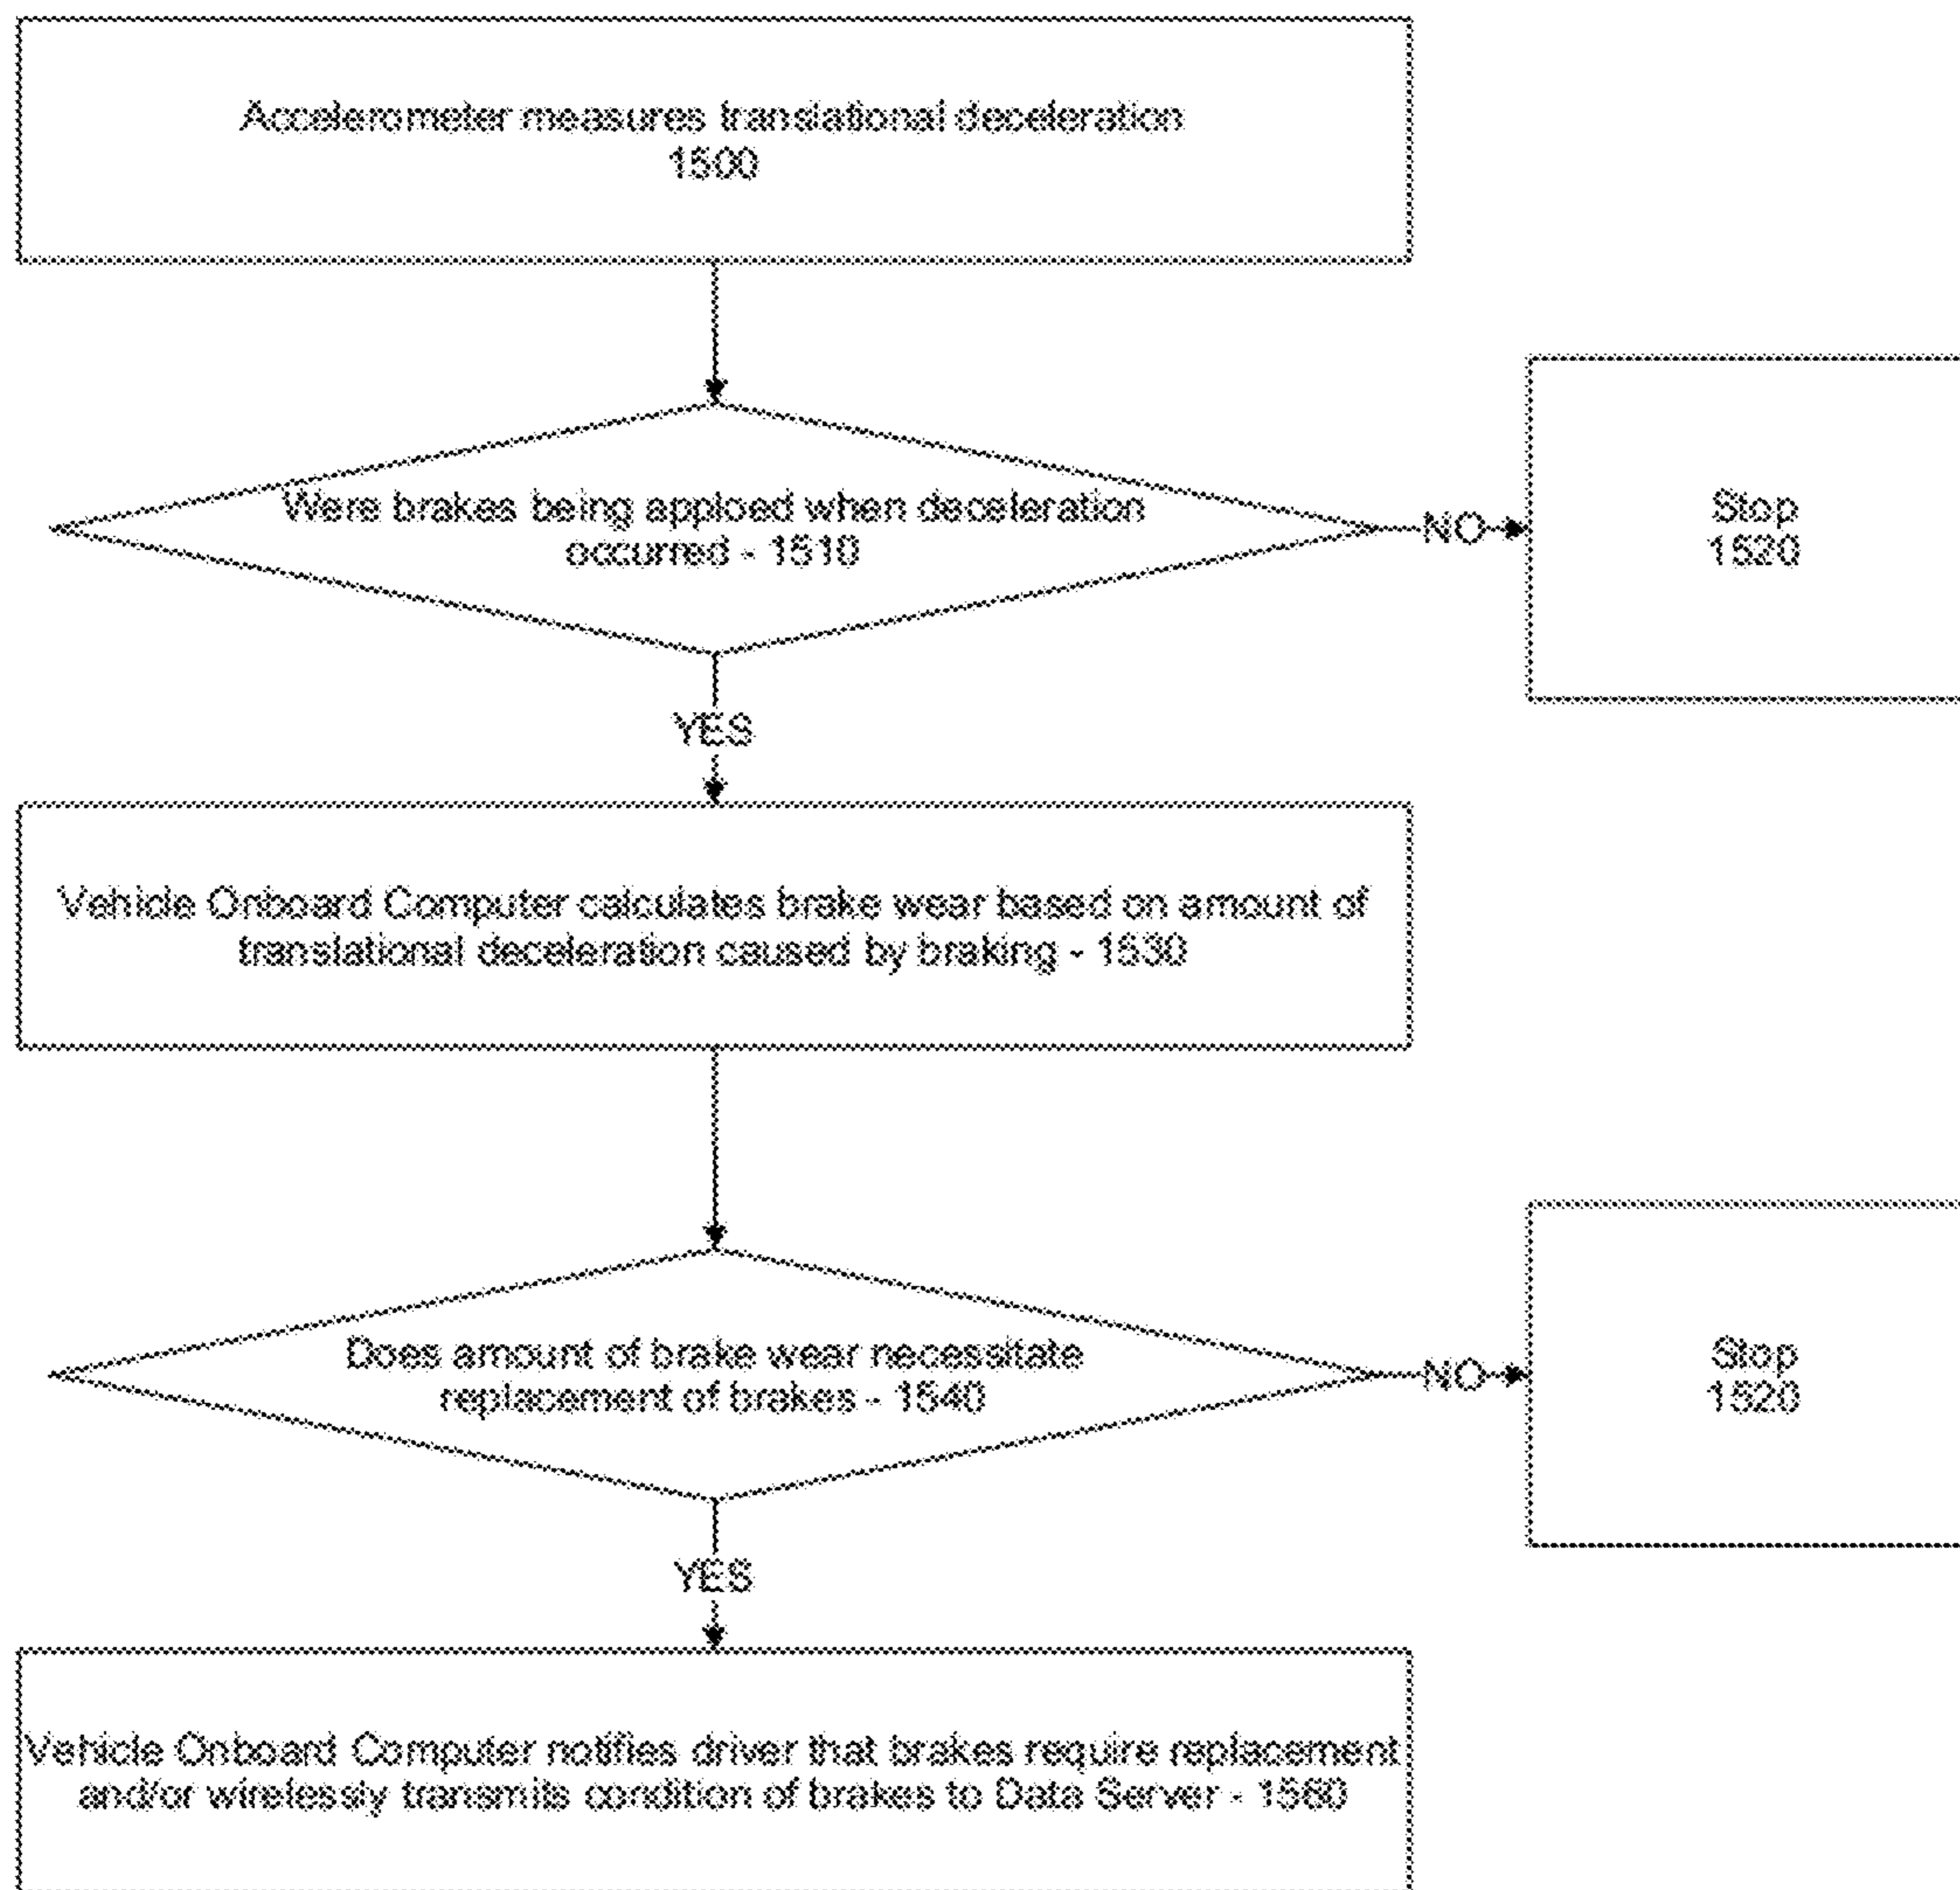 Accelerometer measures translational deceleration
1500
Were brakes being apploed when deceleration
occurred - 1510
NO
Stop
1520
YES
Vehicle Onboard Computer calculates brake wear based on amount of
translational deceleration caused by braking - 1530
Does amount of brake wear necessitate
replacement of brakes - 1540
NO
Stop
1520
YES
Vehicle Onboard Computer notifies driver that brakes require replacement
and/or wirelessly transmits condition of brakes to Data Server - 1560